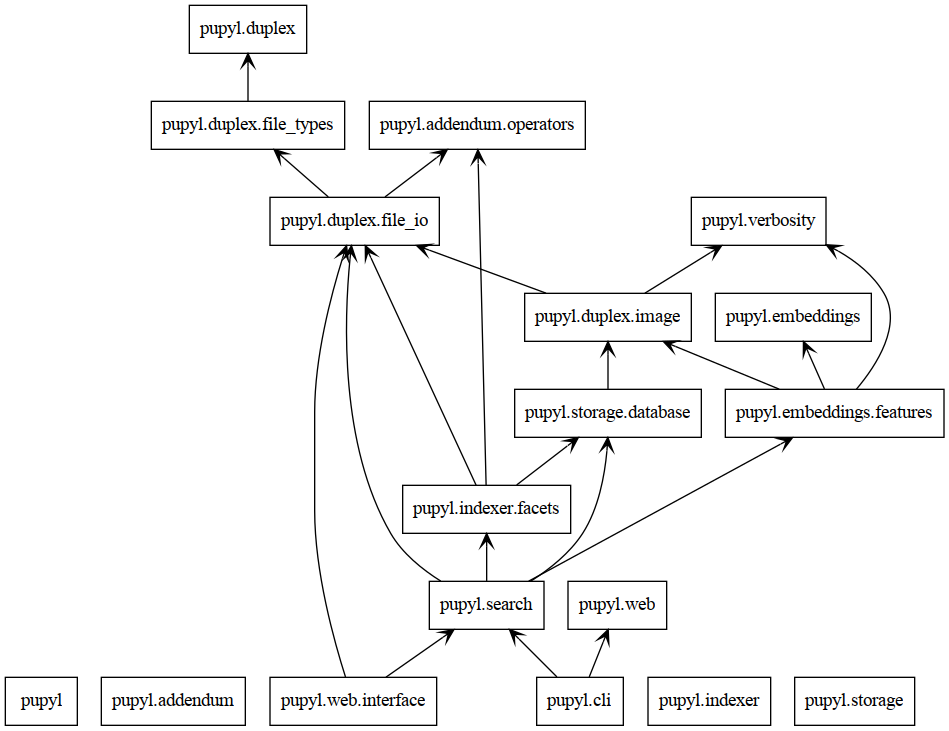 pupyl.duplex
pupyl.duplex.file_types
pupyl.addendum.operators
pupyl.duplex.file_io
pupyl.verbosity
pupyl.duplex.image
pupyl.embeddings
pupyl.storage.database
pupyl.embeddings.features
pupyl.indexer.facets
pupyl.search
pupyl.web
pupyl
pupyl.addendum
pupyl.web.interface
pupyl.cli
pupyl.indexer
pupyl.storage